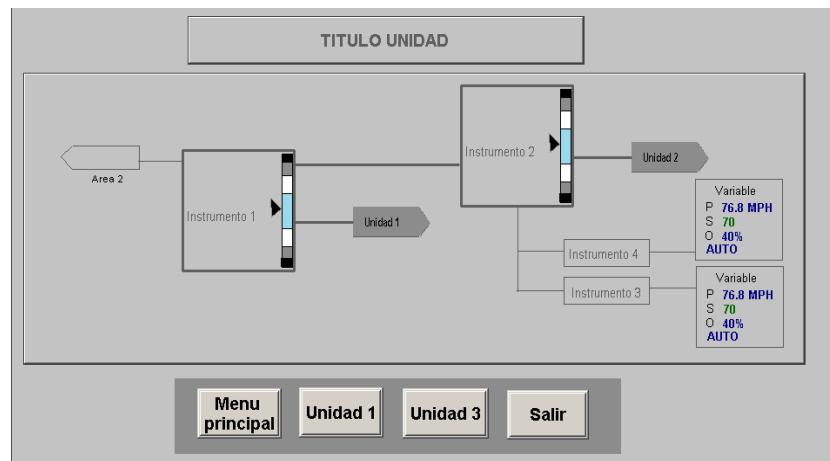 TITULO UNIDAD
Instrumento 2
Unidad 2
Area 2
Instrumento 1
Unidad 1
Variable
P 76.8 MPH
S 70
O 40%
AUTO
Instrumento 4
Instrumento 3
Variable
P 76.8 MPH
S 70
O 40%
AUTO
Menu
principal
Unidad 1
Unidad 3
Salir